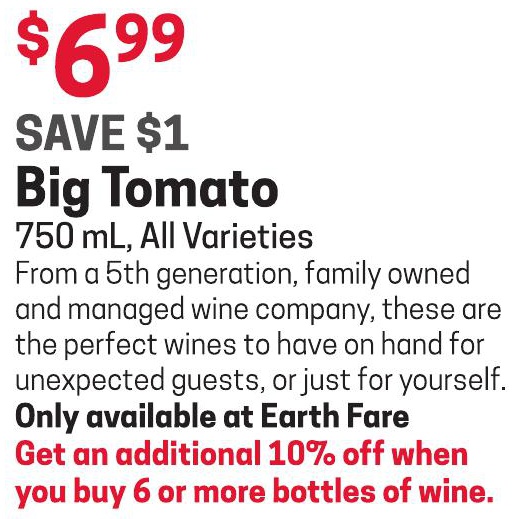 $6.99
SAVE $1
Big Tomato
750 mL, All Varieties
From a 5th generation, family owned
and managed wine company, these are
the perfect wines to have on hand for
unexpected guests, or just for yourself.
Only available at Earth Fare
Get an additional 10% off when
you buy 6 or more bottles of wine.